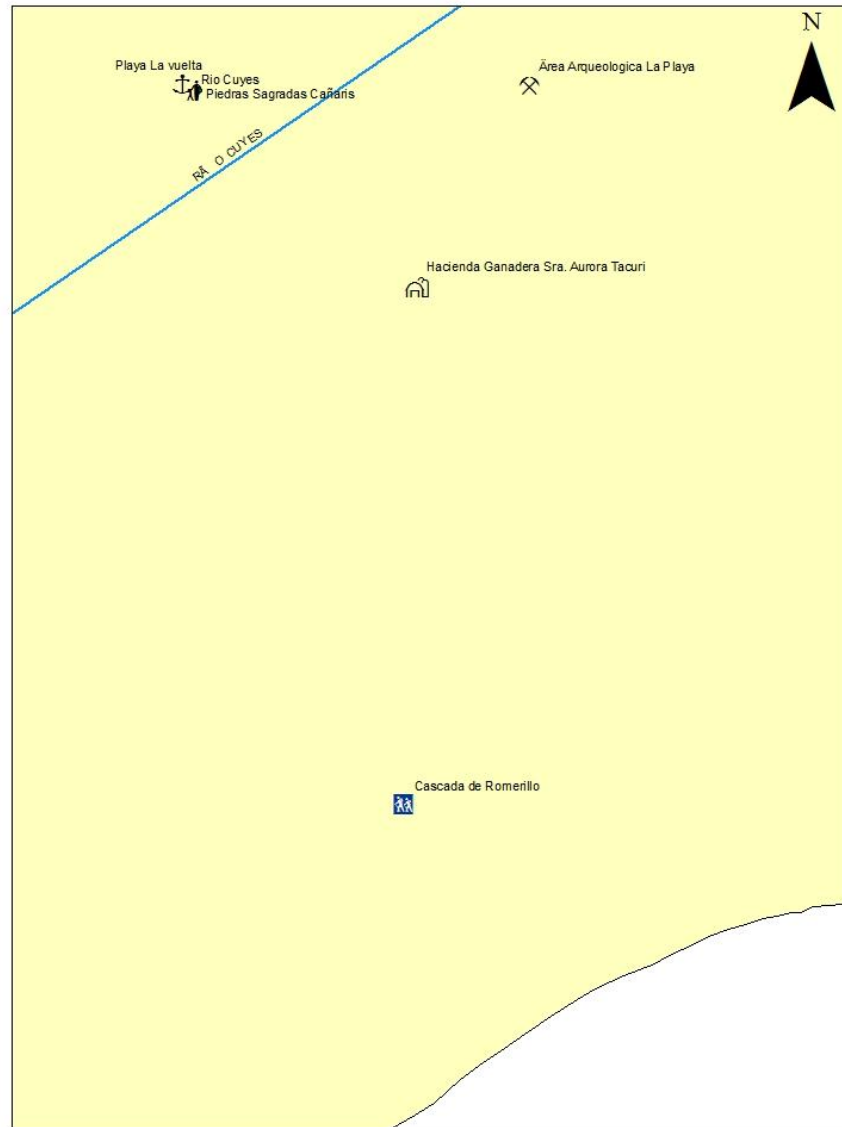 N
Playa La vuelta
Ärea Arqueologica La Playa
Rio Cuyes
Piedras Sagradas Cañaris
RÃ O CUYES
Hacienda Ganadera Sra. Aurora Tacuri
Cascada de Romerillo